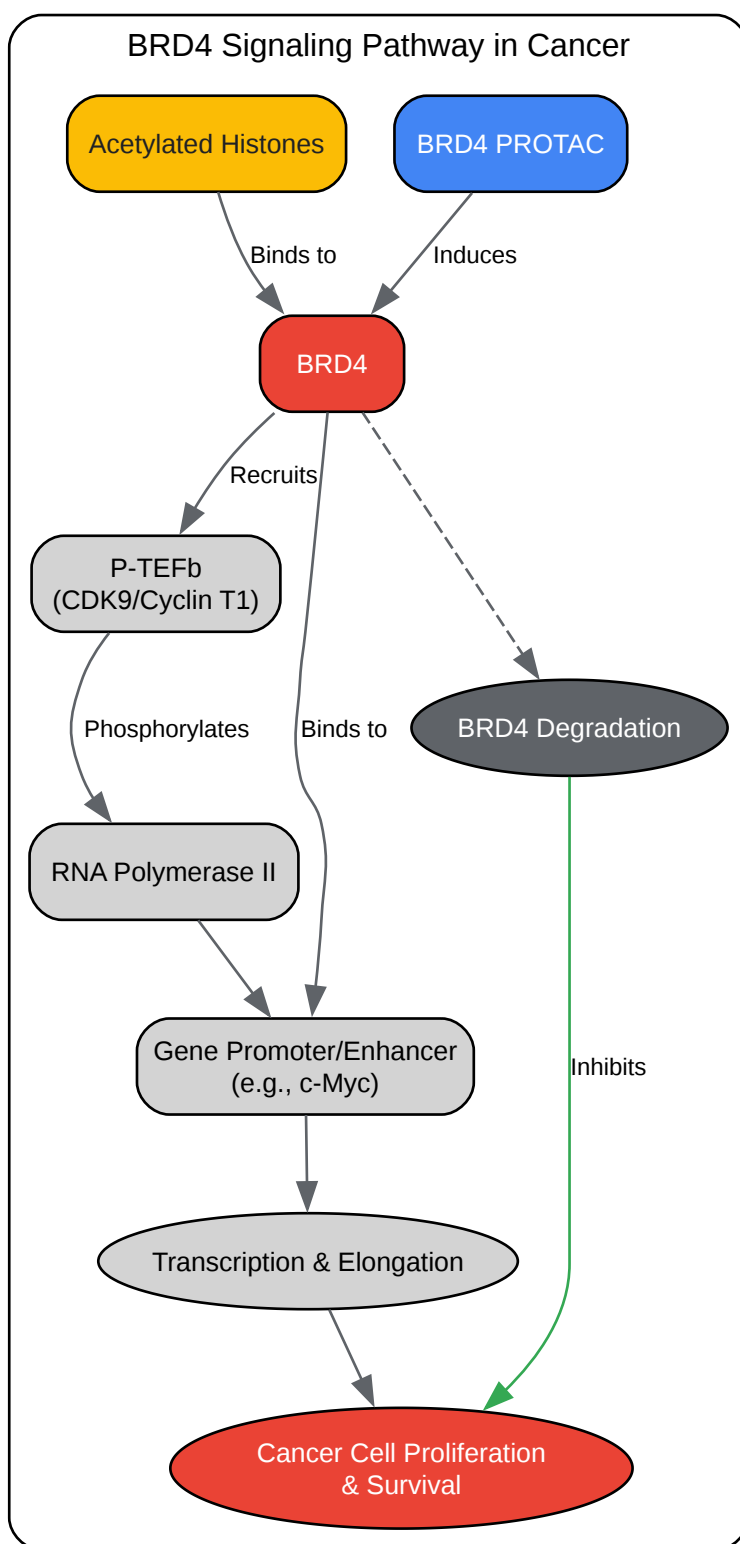 BRD4 Signaling Pathway in Cancer
Acetylated Histones
BRD4 PROTAC
Binds to
Induces
BRD4
Recruits
P-TEFb
(CDK9/Cyclin T1)
Phosphorylates
Binds to
BRD4 Degradation
RNA Polymerase II
Gene Promoter/Enhancer
(e.g., c-Myc)
Inhibits
Transcription & Elongation
Cancer Cell Proliferation
& Survival